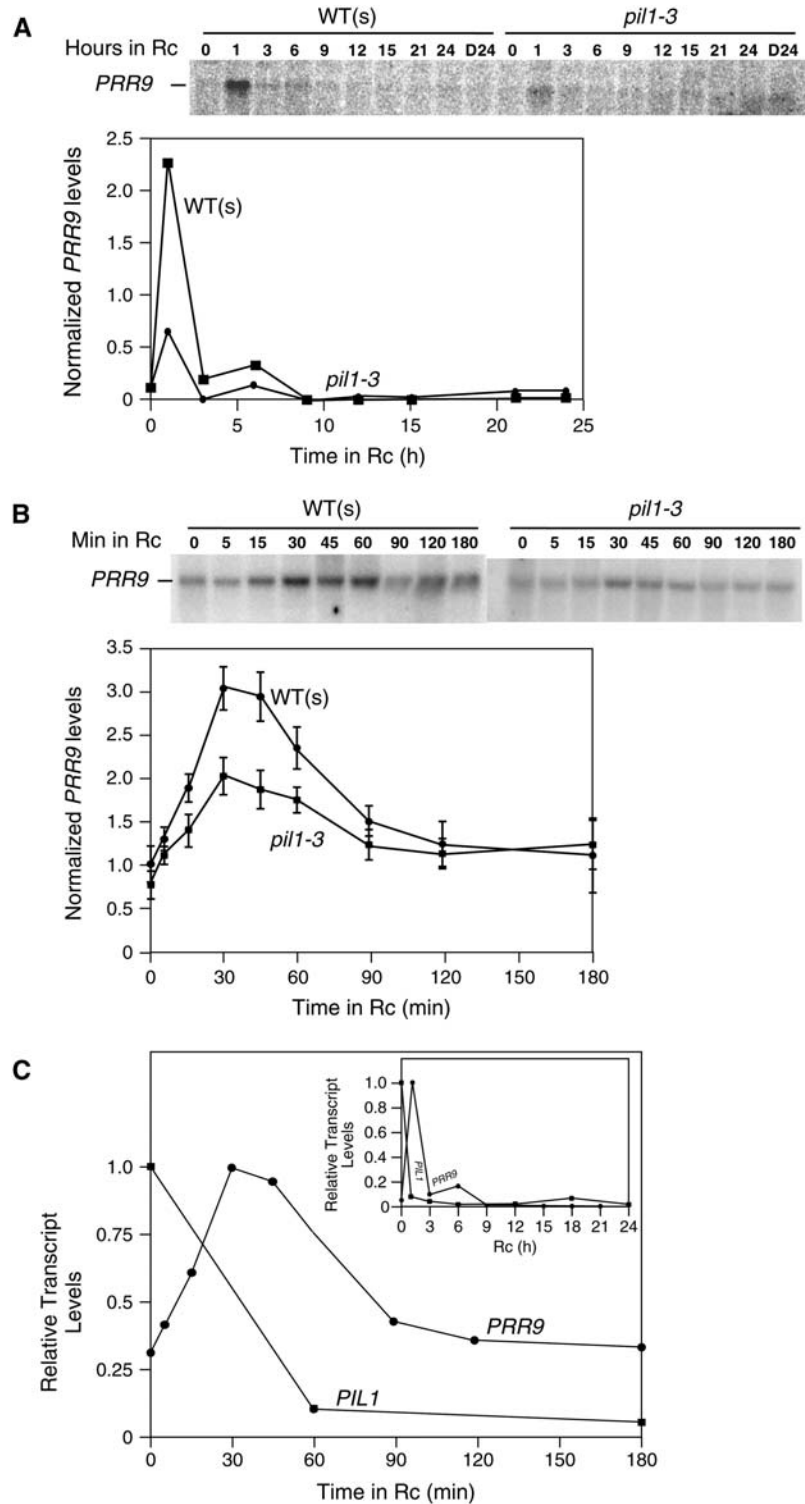 A
WT(s) pil1-3
Hours in Rc 0 1 3 6 9 12 15 21 24 D24 0 1 3 6 9 12 15 21 24 D24
PRR9
2.5
2.0
1.5
1.0
0.5
0
Normalized PRR9 levels
WT(s)
pil1-3
0 5 10 15 20 25
Time in Rc (h)
B
WT(s) pil1-3
Min in Rc 0 5 15 30 45 60 90 120 180 0 5 15 30 45 60 90 120 180
PRR9
3.5
3.0
2.5
2.0
1.5
1.0
0.5
0
Normalized PRR9 levels
WT(s)
pil1-3
0 30 60 90 120 150 180
Time in Rc (min)
C
1.0
0.75
0.50
0.25
0
Relative Transcript
Levels
PRR9
PIL1
0 30 60 90 120 150 180
Time in Rc (min)
1.0
0.8
0.6
0.4
0.2
0
Relative Transcript
Levels
PIL1
PRR9
0 3 6 9 12 15 18 21 24
Rc (h)